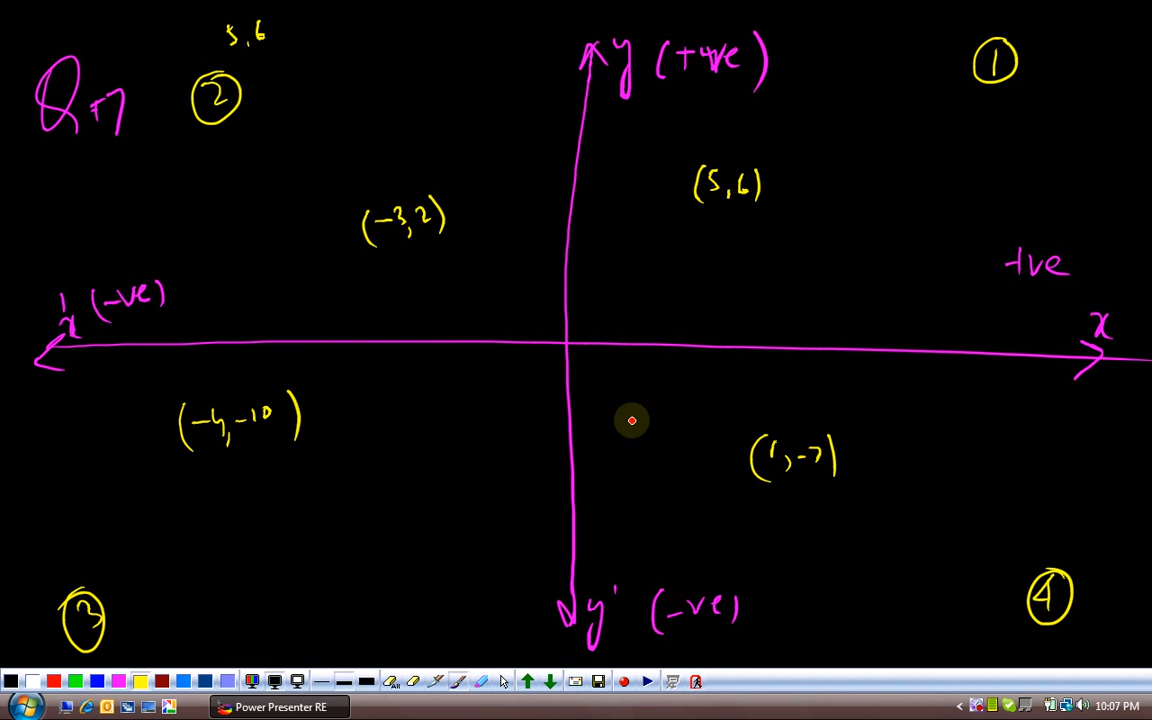 5,6
y (+ve)
1
Q+7
2
(5,6)
(-3,2)
+ve
x' (-ve)
x
(-4,-10)
(1,-7)
3
y' (-ve)
4
Power Presenter RE
10:07 PM